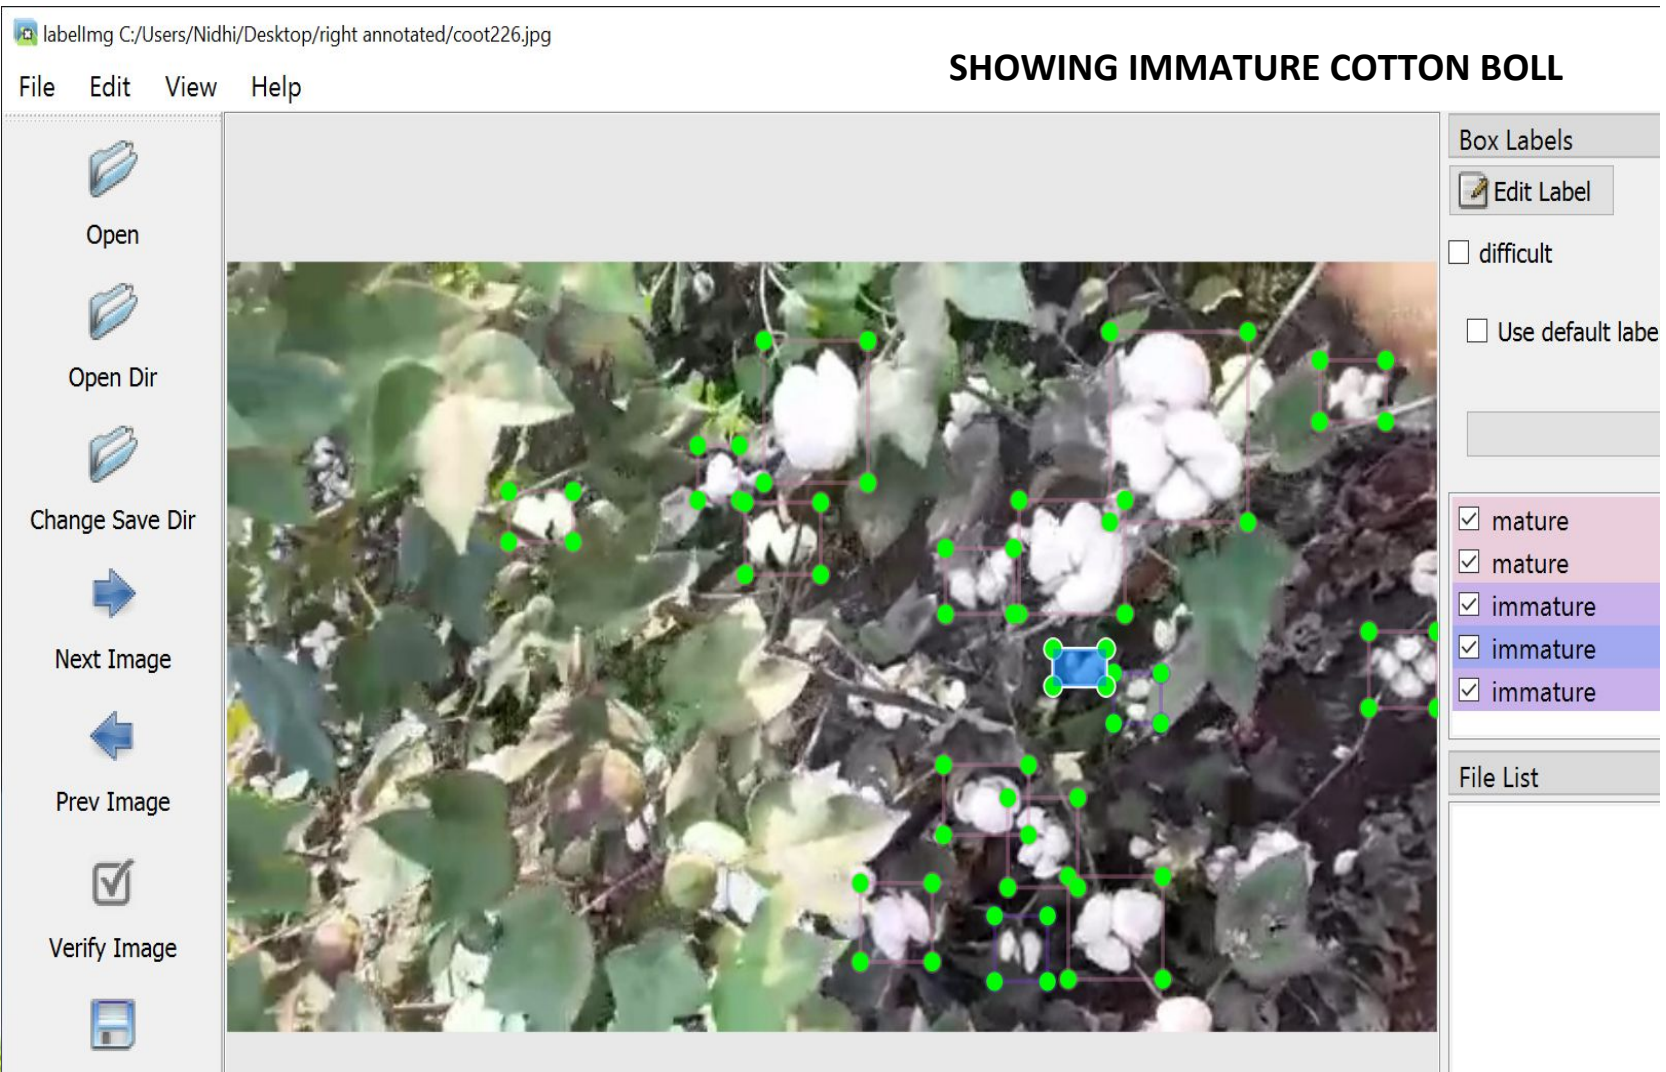 labelImg C:/Users/Nidhi/Desktop/right annotated/coot226.jpg
SHOWING IMMATURE COTTON BOLL
File Edit View Help
Open
Open Dir
Change Save Dir
Next Image
Prev Image
Verify Image
Box Labels
Edit Label
difficult
Use default labe
mature
mature
immature
immature
immature
File List